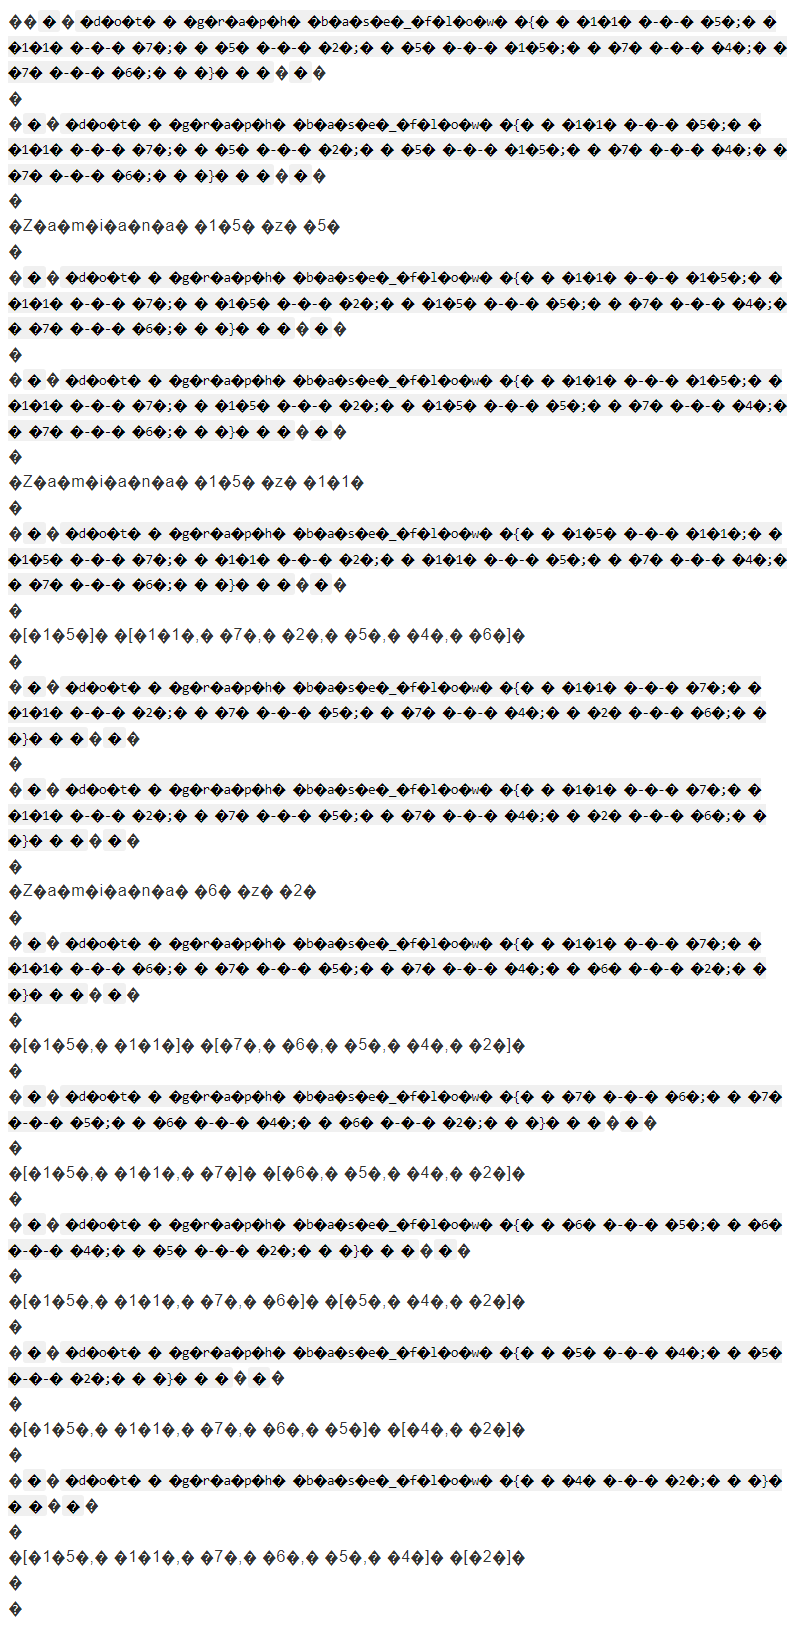 �� � � �d�o�t� � �g�r�a�p�h� �b�a�s�e�_�f�l�o�w� �{� � �1�1� �-�-� �5�;� �
�1�1� �-�-� �7�;� � �5� �-�-� �2�;� � �5� �-�-� �1�5�;� � �7� �-�-� �4�;� �
�7� �-�-� �6�;� � �}� � � � � �
�
� � � �d�o�t� � �g�r�a�p�h� �b�a�s�e�_�f�l�o�w� �{� � �1�1� �-�-� �5�;� �
�1�1� �-�-� �7�;� � �5� �-�-� �2�;� � �5� �-�-� �1�5�;� � �7� �-�-� �4�;� �
�7� �-�-� �6�;� � �}� � � � � �
�
�Z�a�m�i�a�n�a� �1�5� �z� �5�
�
� � � �d�o�t� � �g�r�a�p�h� �b�a�s�e�_�f�l�o�w� �{� � �1�1� �-�-� �1�5�;� �
�1�1� �-�-� �7�;� � �1�5� �-�-� �2�;� � �1�5� �-�-� �5�;� � �7� �-�-� �4�;�
� �7� �-�-� �6�;� � �}� � � � � �
�
� � � �d�o�t� � �g�r�a�p�h� �b�a�s�e�_�f�l�o�w� �{� � �1�1� �-�-� �1�5�;� �
�1�1� �-�-� �7�;� � �1�5� �-�-� �2�;� � �1�5� �-�-� �5�;� � �7� �-�-� �4�;�
� �7� �-�-� �6�;� � �}� � � � � �
�
�Z�a�m�i�a�n�a� �1�5� �z� �1�1�
�
� � � �d�o�t� � �g�r�a�p�h� �b�a�s�e�_�f�l�o�w� �{� � �1�5� �-�-� �1�1�;� �
�1�5� �-�-� �7�;� � �1�1� �-�-� �2�;� � �1�1� �-�-� �5�;� � �7� �-�-� �4�;�
� �7� �-�-� �6�;� � �}� � � � � �
�
�[�1�5�]� �[�1�1�,� �7�,� �2�,� �5�,� �4�,� �6�]�
�
� � � �d�o�t� � �g�r�a�p�h� �b�a�s�e�_�f�l�o�w� �{� � �1�1� �-�-� �7�;� �
�1�1� �-�-� �2�;� � �7� �-�-� �5�;� � �7� �-�-� �4�;� � �2� �-�-� �6�;� �
�}� � � � � �
�
� � � �d�o�t� � �g�r�a�p�h� �b�a�s�e�_�f�l�o�w� �{� � �1�1� �-�-� �7�;� �
�1�1� �-�-� �2�;� � �7� �-�-� �5�;� � �7� �-�-� �4�;� � �2� �-�-� �6�;� �
�}� � � � � �
�
�Z�a�m�i�a�n�a� �6� �z� �2�
�
� � � �d�o�t� � �g�r�a�p�h� �b�a�s�e�_�f�l�o�w� �{� � �1�1� �-�-� �7�;� �
�1�1� �-�-� �6�;� � �7� �-�-� �5�;� � �7� �-�-� �4�;� � �6� �-�-� �2�;� �
�}� � � � � �
�
�[�1�5�,� �1�1�]� �[�7�,� �6�,� �5�,� �4�,� �2�]�
�
� � � �d�o�t� � �g�r�a�p�h� �b�a�s�e�_�f�l�o�w� �{� � �7� �-�-� �6�;� � �7�
�-�-� �5�;� � �6� �-�-� �4�;� � �6� �-�-� �2�;� � �}� � � � � �
�
�[�1�5�,� �1�1�,� �7�]� �[�6�,� �5�,� �4�,� �2�]�
�
� � � �d�o�t� � �g�r�a�p�h� �b�a�s�e�_�f�l�o�w� �{� � �6� �-�-� �5�;� � �6�
�-�-� �4�;� � �5� �-�-� �2�;� � �}� � � � � �
�
�[�1�5�,� �1�1�,� �7�,� �6�]� �[�5�,� �4�,� �2�]�
�
� � � �d�o�t� � �g�r�a�p�h� �b�a�s�e�_�f�l�o�w� �{� � �5� �-�-� �4�;� � �5�
�-�-� �2�;� � �}� � � � � �
�
�[�1�5�,� �1�1�,� �7�,� �6�,� �5�]� �[�4�,� �2�]�
�
� � � �d�o�t� � �g�r�a�p�h� �b�a�s�e�_�f�l�o�w� �{� � �4� �-�-� �2�;� � �}�
� � � � �
�
�[�1�5�,� �1�1�,� �7�,� �6�,� �5�,� �4�]� �[�2�]�
�
�